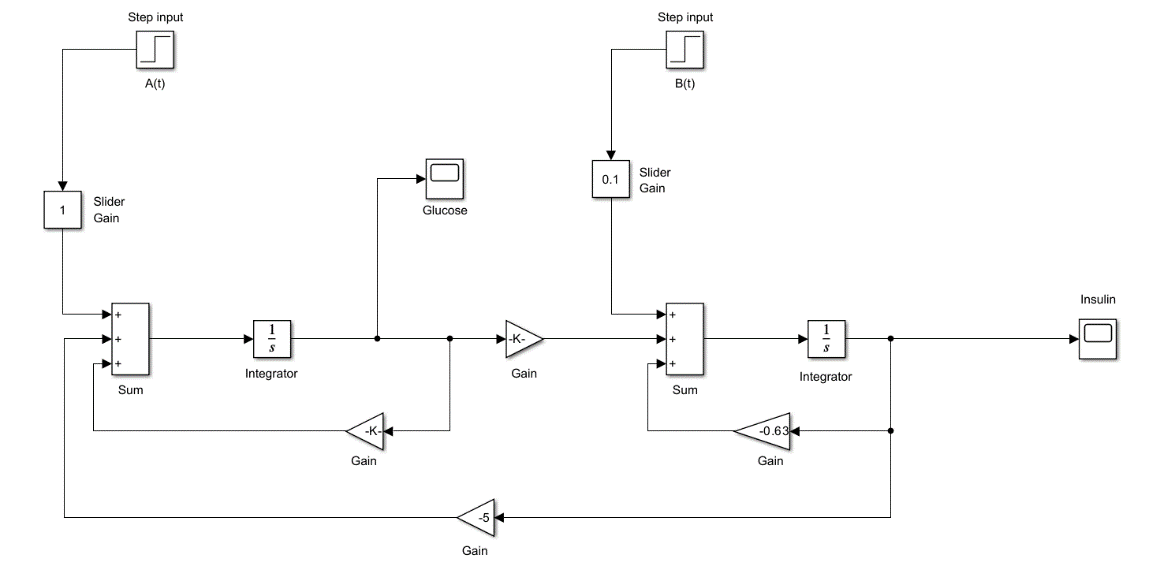 Step input
Step input
A(t)
B(t)
0.1
Slider
Gain
1
Slider
Gain
Glucose
Insulin
+
+
+
1
s
-K-
+
+
+
1
s
Integrator
Gain
Integrator
Sum
Sum
-K-
-0.63
Gain
Gain
-5
Gain